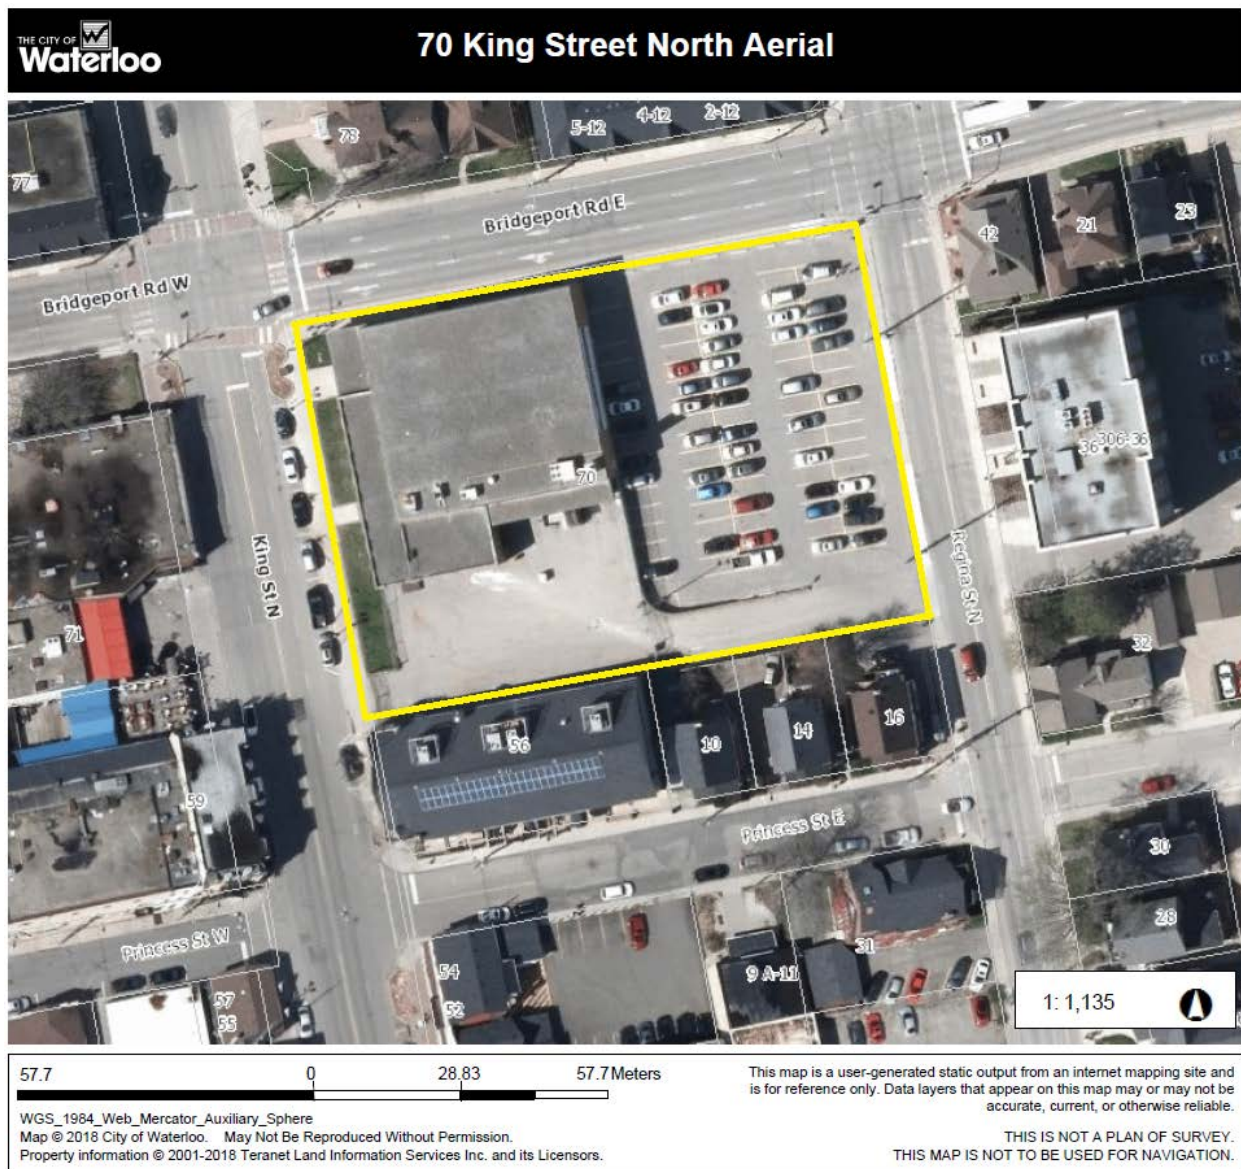 THE CITY OF
Waterloo
70 King Street North Aerial
5-12
4-12
2-12
78
77
Bridgeport Rd E
Bridgeport Rd W
42
21
23
70
36
306-36
King St N
Regina St N
71
32
56
10
14
16
59
Princess St E
30
28
Princess St W
54
52
57
55
9 A-11
31
1: 1,135
57.7
0
28.83
57.7 Meters
WGS_1984_Web_Mercator_Auxiliary_Sphere
Map © 2018 City of Waterloo. May Not Be Reproduced Without Permission.
Property information © 2001-2018 Teranet Land Information Services Inc. and its Licensors.
This map is a user-generated static output from an internet mapping site and
is for reference only. Data layers that appear on this map may or may not be
accurate, current, or otherwise reliable.
THIS IS NOT A PLAN OF SURVEY.
THIS MAP IS NOT TO BE USED FOR NAVIGATION.